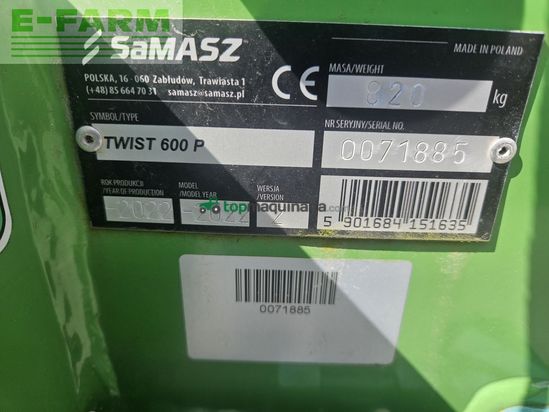 E-FARM
SaMASZ
MADE IN POLAND
POLSKA, 16 - 060 Zabłudów, Trawiasta 1
(+48) 85 664 70 31 samasz@samasz.pl
CE
MASA/WEIGHT
820 kg
SYMBOL/TYPE
TWIST 600 P
NR SERYJNY/SERIAL NO.
0071885
ROK PRODUKCJI
/YEAR OF PRODUCTION
MODEL
/MODEL YEAR
WERSJA
/VERSION
2022 2022
topmaquinaria.com
5 901684 151635
0071885